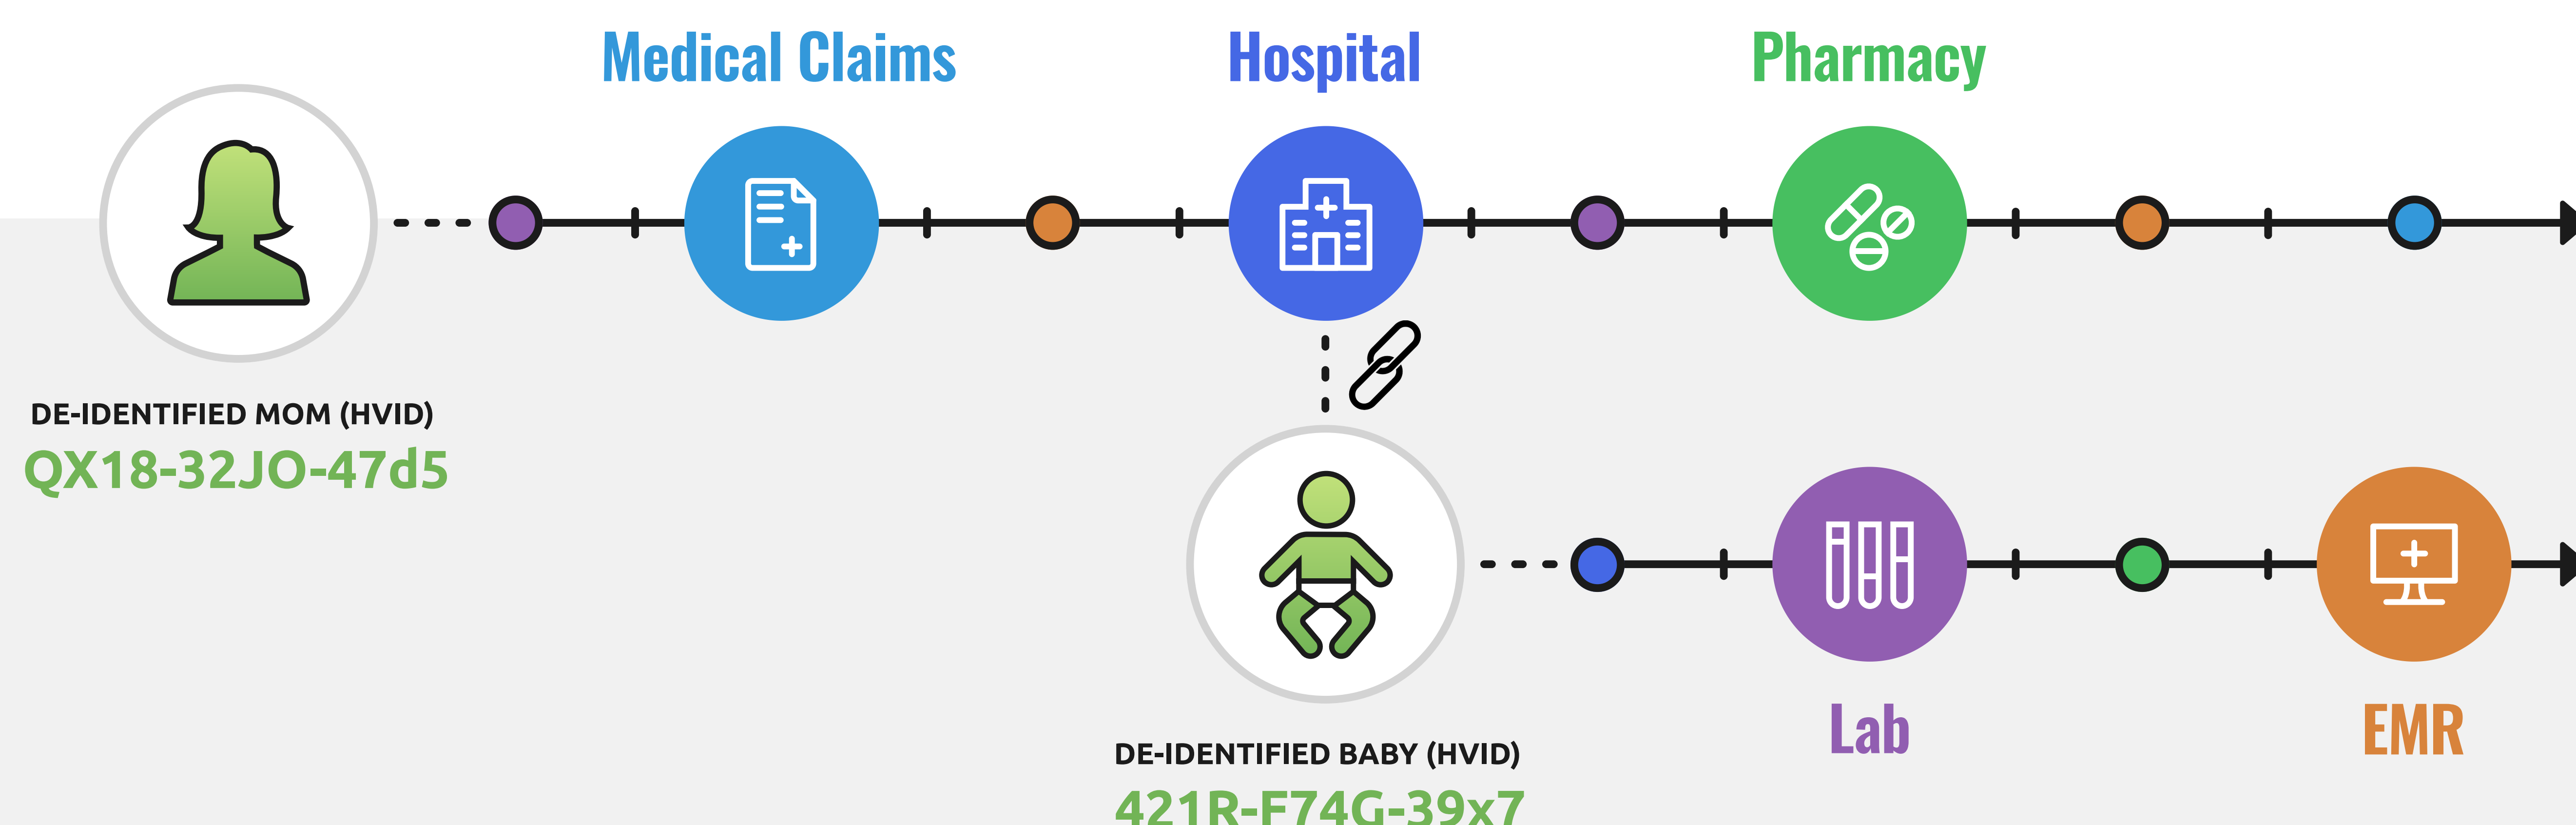 Medical Claims
Hospital
Pharmacy
DE-IDENTIFIED MOM (HVID)
QX18-32JO-47d5
DE-IDENTIFIED BABY (HVID)
421R-F74G-39x7
Lab
EMR